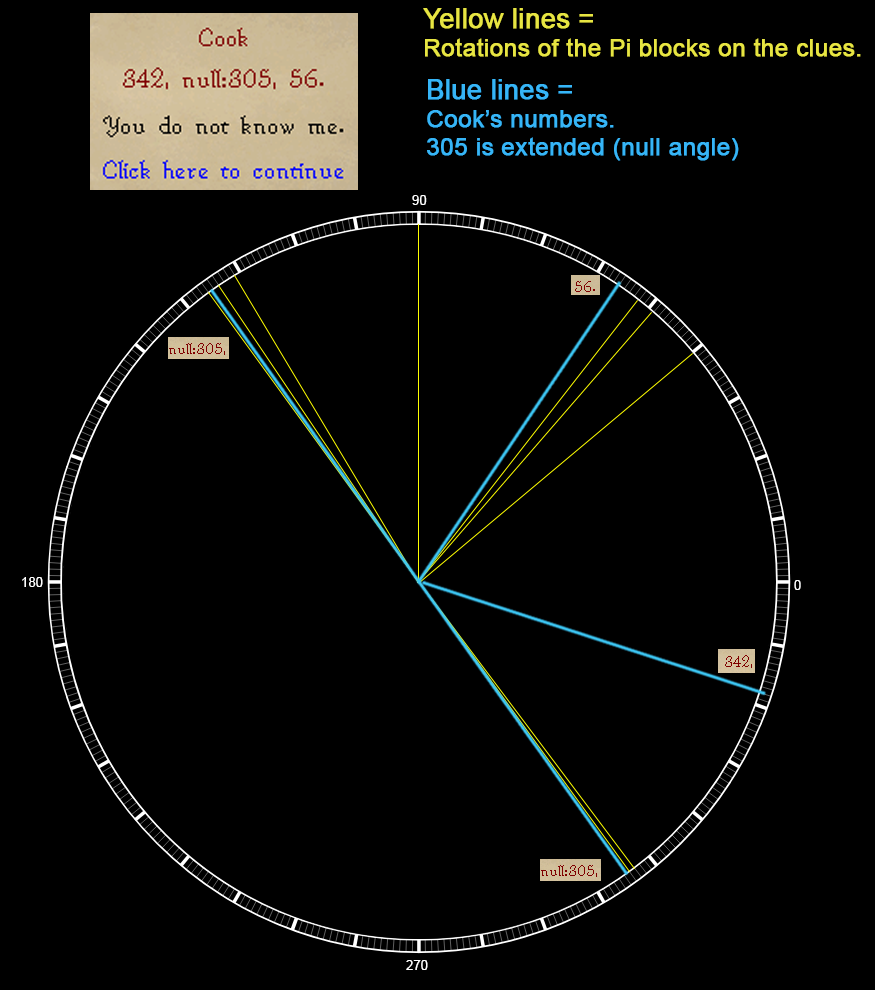 Cook
342, null:305, 56.
You do not know me.
Click here to continue
Yellow lines =
Rotations of the Pi blocks on the clues.
Blue lines =
Cook's numbers.
305 is extended (null angle)
90
56.
null:305,
180
0
342,
null:305,
270